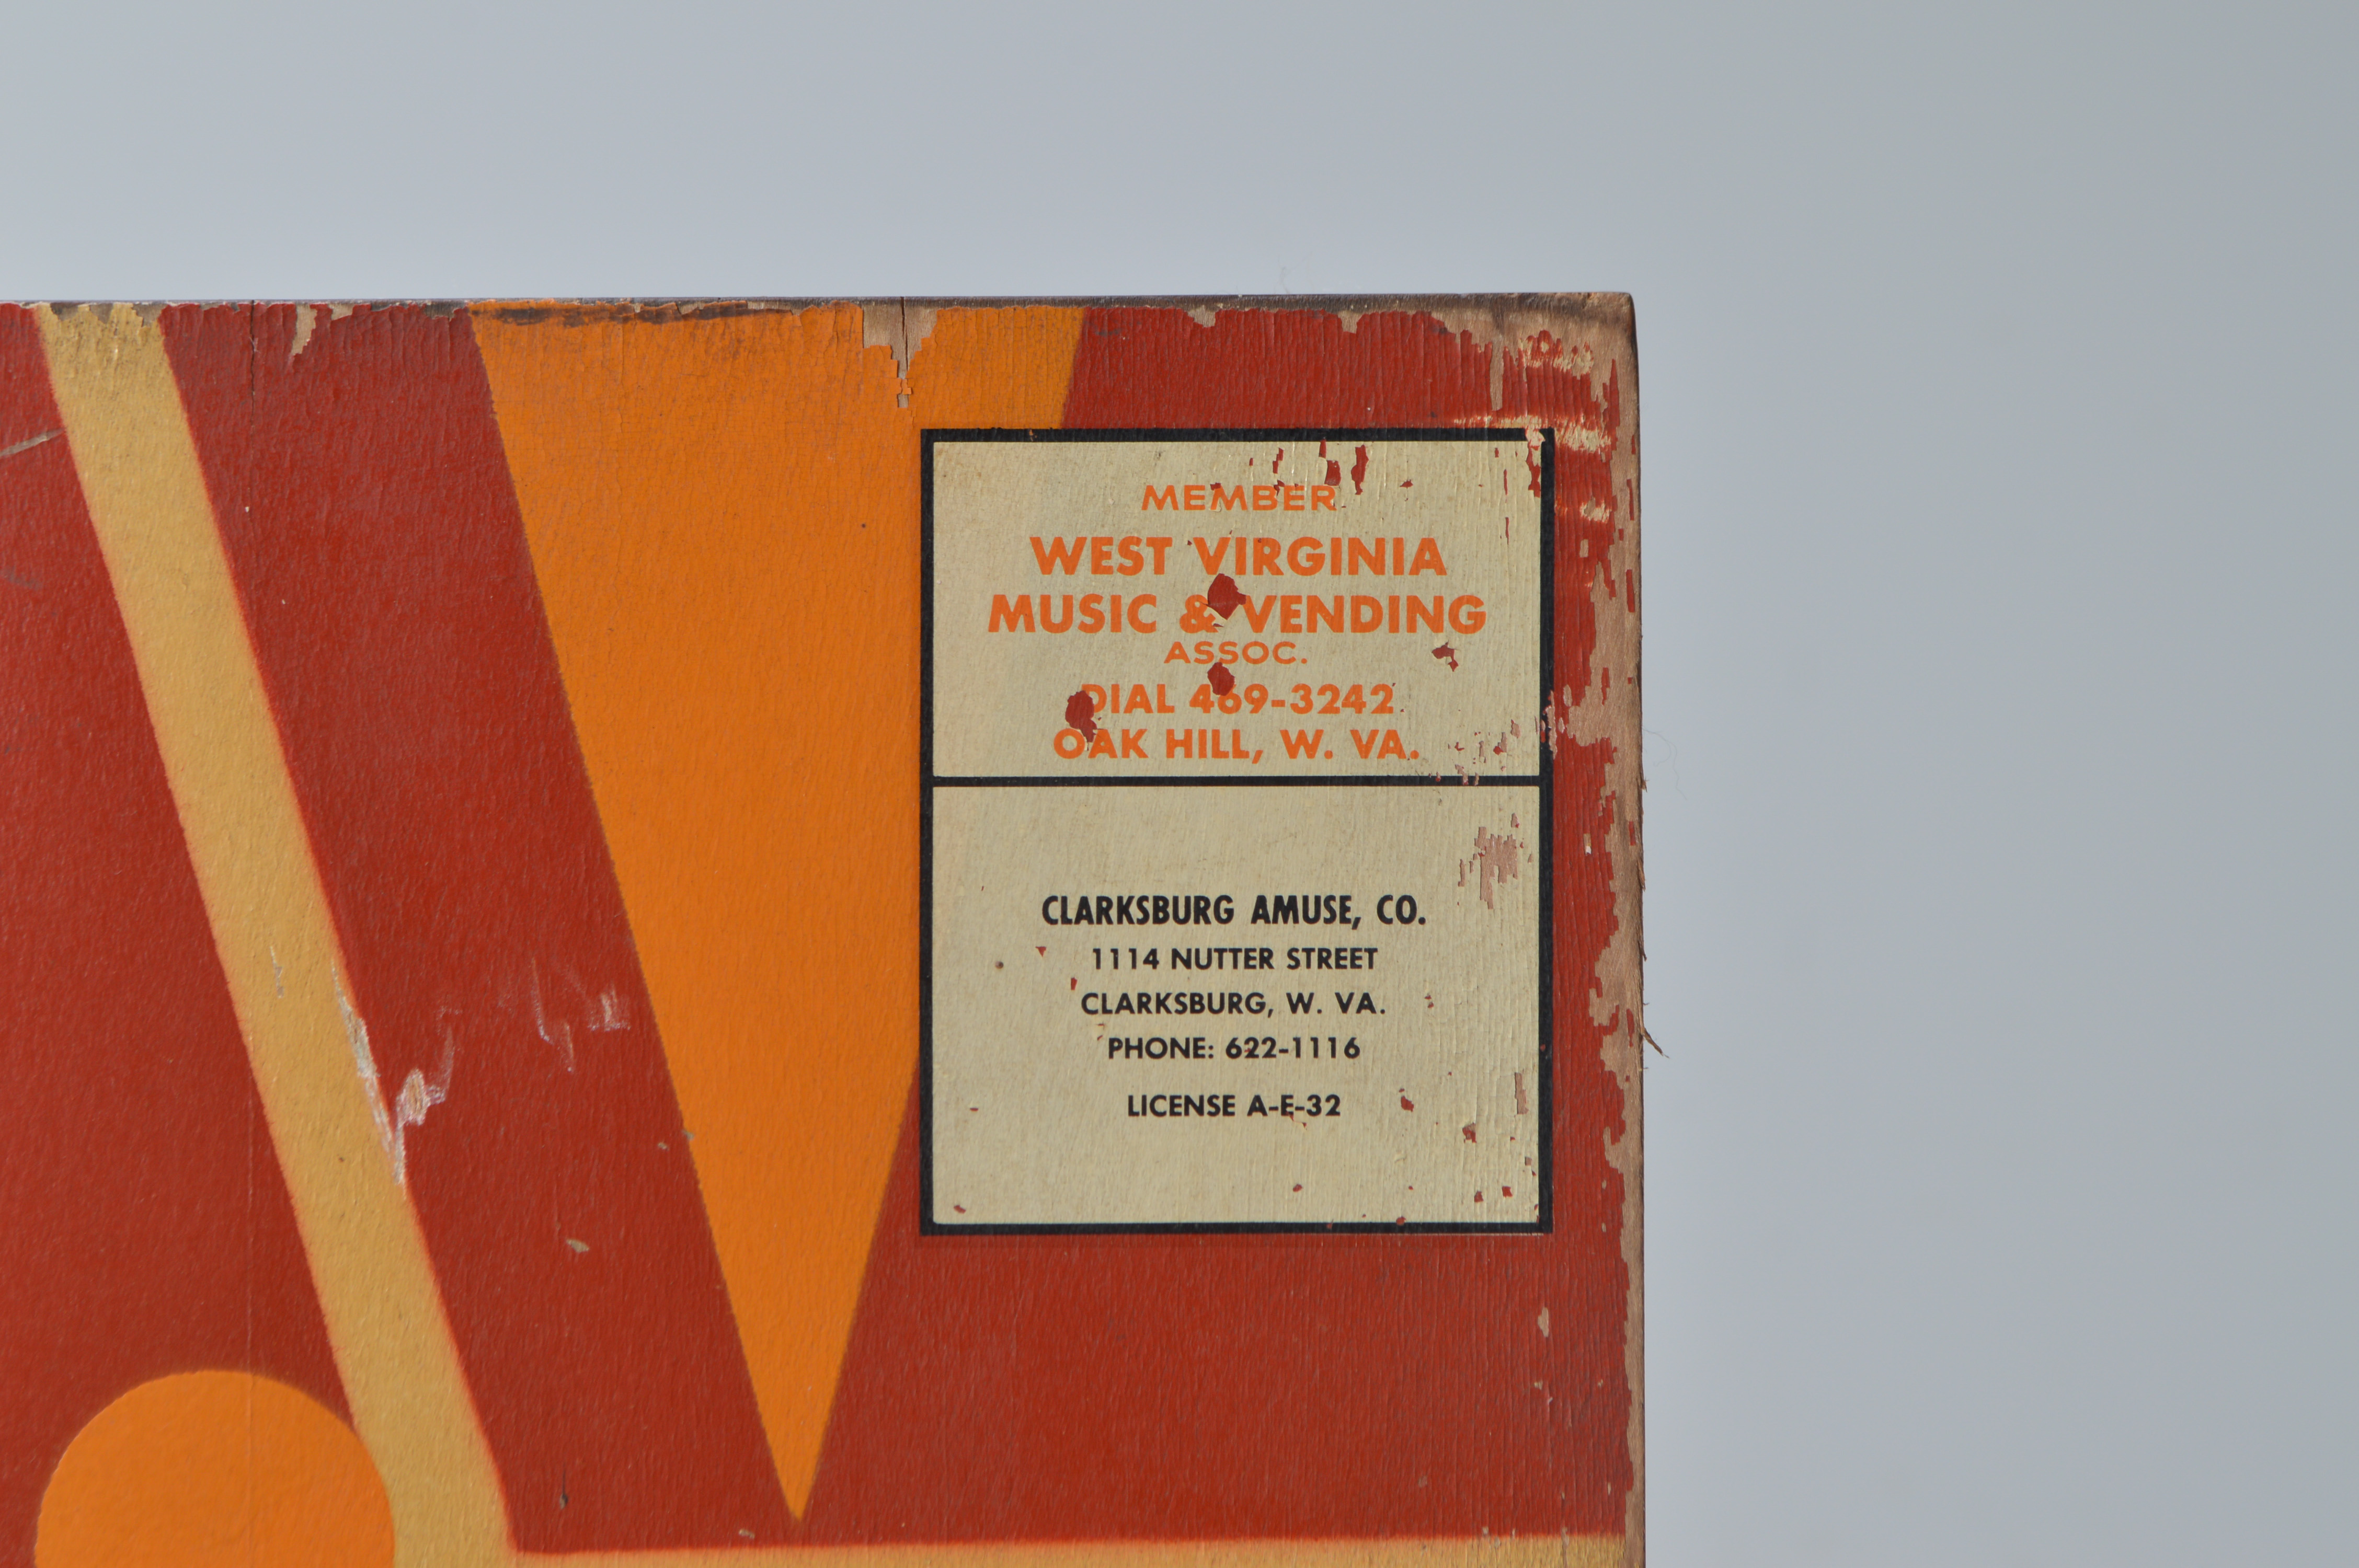 MEMBER
WEST VIRGINIA
MUSIC & VENDING
ASSOC.
DIAL 469-3242
OAK HILL, W. VA.
CLARKSBURG AMUSE, CO.
1114 NUTTER STREET
CLARKSBURG, W. VA.
PHONE: 622-1116
LICENSE A-E-32